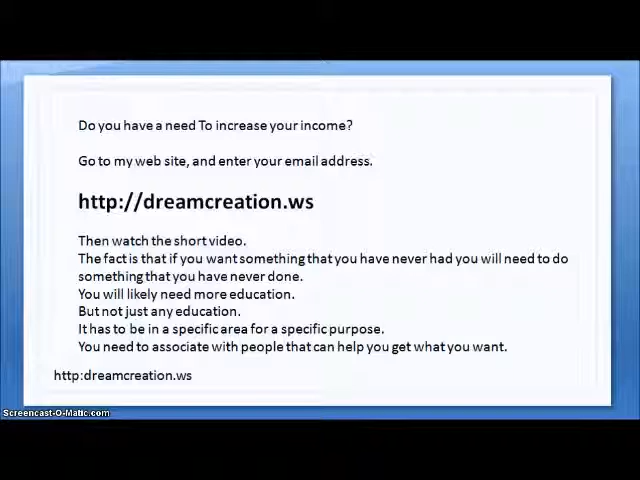 Do you have a need To increase your income?
Go to my web site, and enter your email address.
http://dreamcreation.ws
Then watch the short video.
The fact is that if you want something that you have never had you will need to do
something that you have never done.
You will likely need more education.
But not just any education.
It has to be in a specific area for a specific purpose.
You need to associate with people that can help you get what you want.
http:dreamcreation.ws
Screencast-O-Matic.com